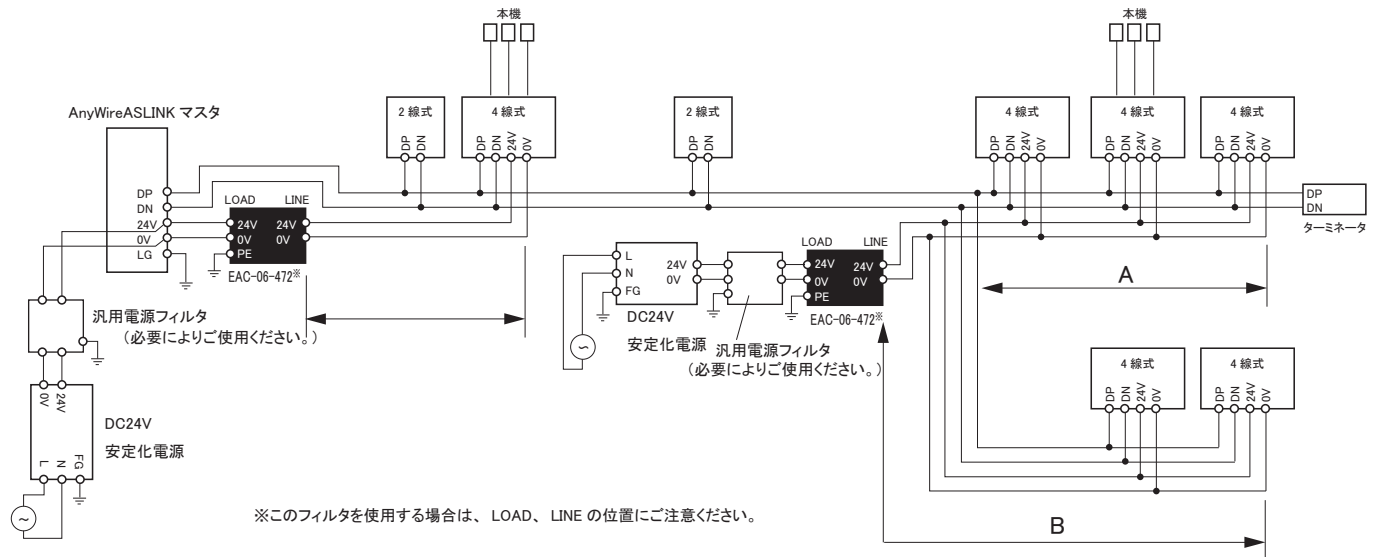 本機
本機
2 線式
4 線式
2 線式
4 線式
4 線式
4 線式
DP
DN
DP
DN
24V
0V
DP
DN
DP
DN
24V
0V
DP
DN
24V
0V
DP
DN
24V
0V
AnyWireASLINK マスタ
DP
DN
24V
0V
LG
LOAD
LINE
24V
0V
PE
24V
0V
EAC-06-472※
DP
DN
ターミネータ
L
N
FG
24V
0V
DC24V
安定化電源
LOAD
LINE
24V
0V
PE
24V
0V
EAC-06-472※
汎用電源フィルタ
(必要によりご使用ください。)
A
汎用電源フィルタ
(必要によりご使用ください。)
0V
24V
L
N
FG
DC24V
安定化電源
~
~
4 線式
4 線式
DP
DN
24V
0V
DP
DN
24V
0V
B
※このフィルタを使用する場合は、LOAD、LINE の位置にご注意ください。